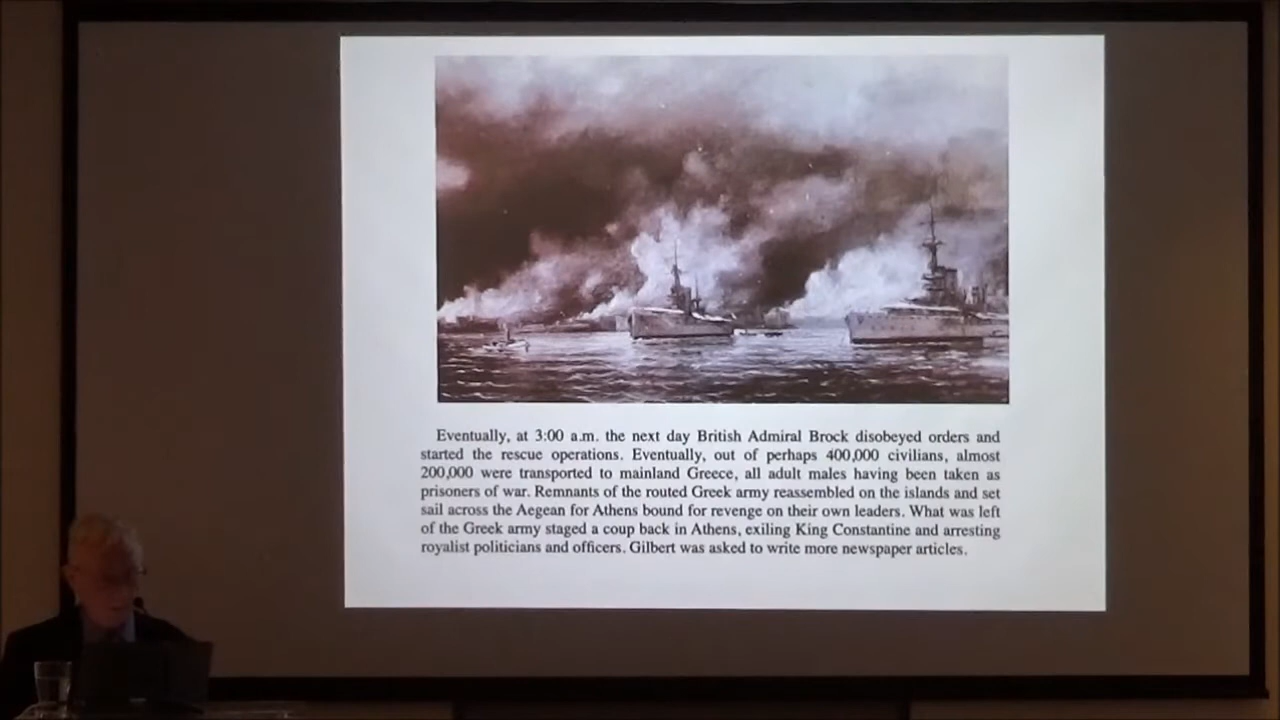 Eventually, at 3:00 a.m. the next day British Admiral Brock disobeyed orders and
started the rescue operations. Eventually, out of perhaps 400,000 civilians, almost
200,000 were transported to mainland Greece, all adult males having been taken as
prisoners of war. Remnants of the routed Greek army reassembled on the islands and set
sail across the Aegean for Athens bound for revenge on their own leaders. What was left
of the Greek army staged a coup back in Athens, exiling King Constantine and arresting
royalist politicians and officers. Gilbert was asked to write more newspaper articles.